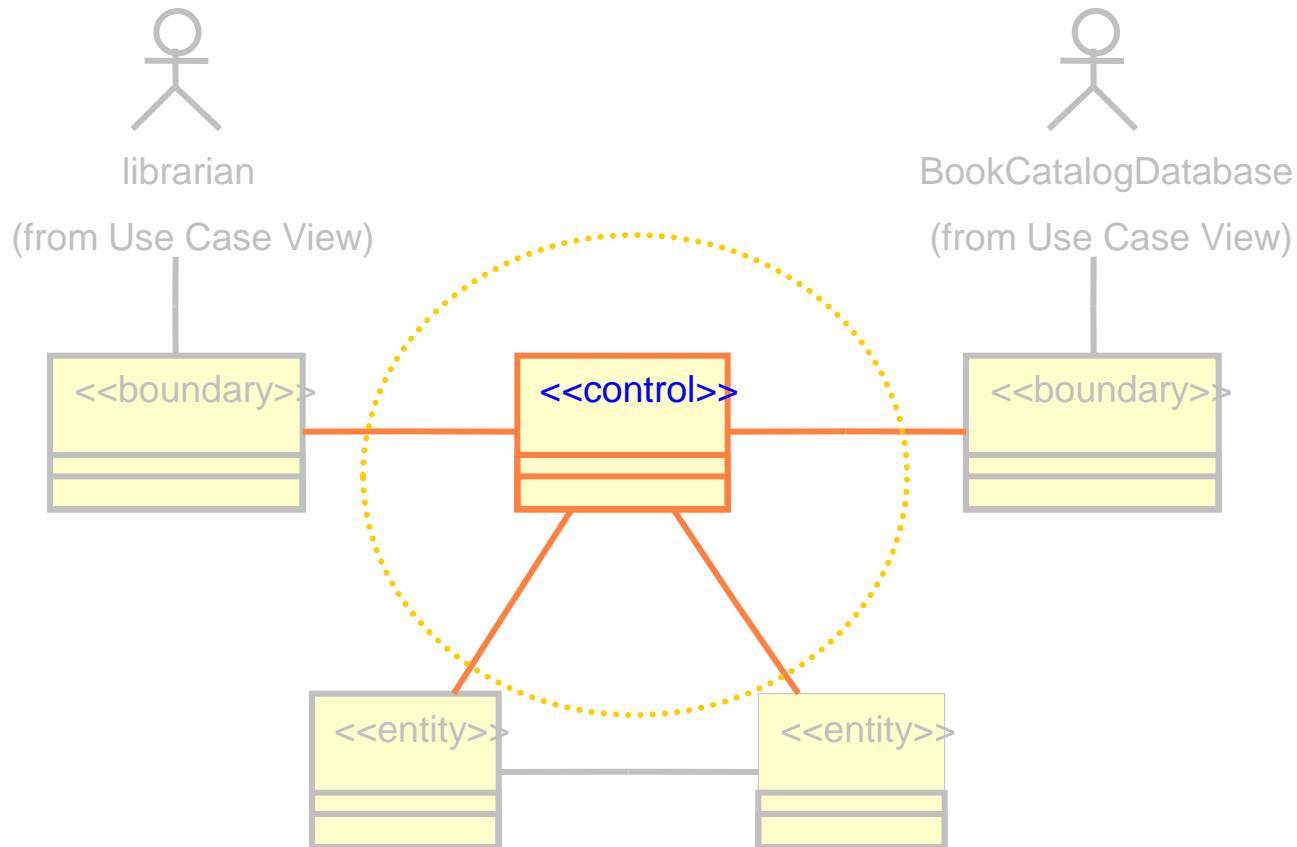 librarian
BookCatalogDatabase
(from Use Case View)
(from Use Case View)
<<boundary>>
<<control>>
<<boundary>>
<<entity>>
<<entity>>